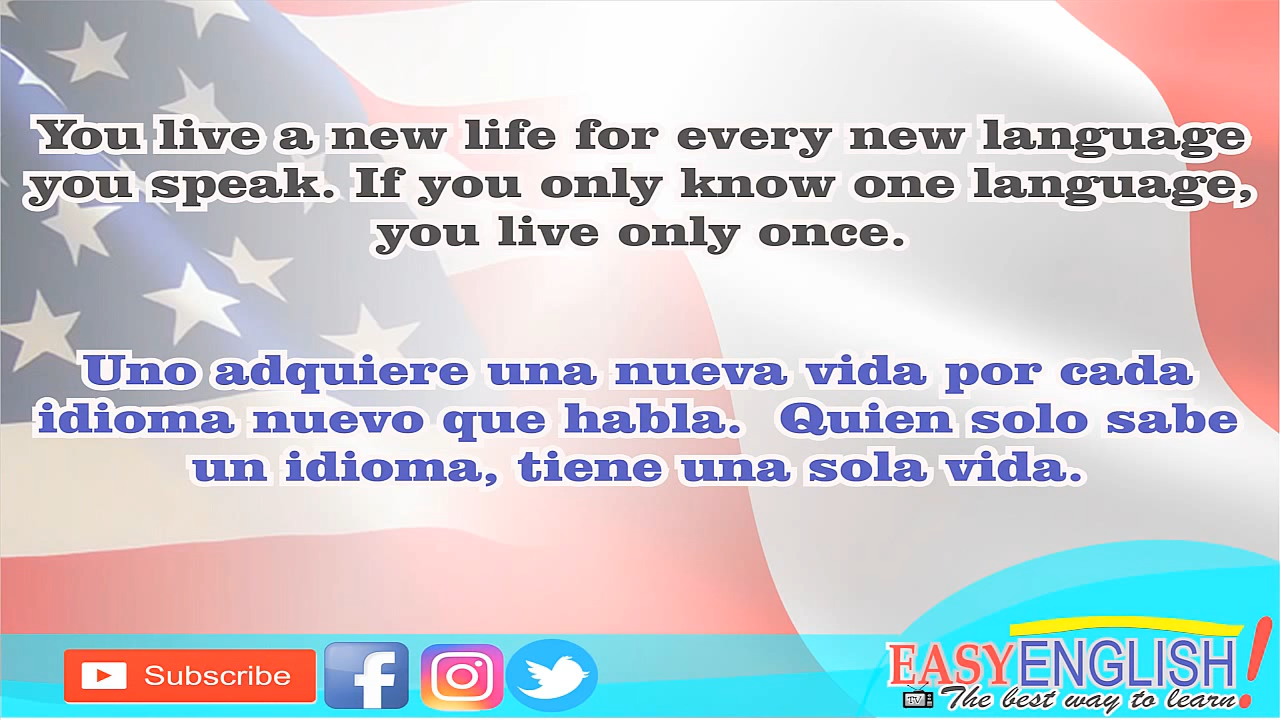 You live a new life for every new language
you speak. If you only know one language,
you live only once.
Uno adquiere una nueva vida por cada
idioma nuevo que habla.  Quien solo sabe
un idioma, tiene una sola vida.
Subscribe
EASYENGLISH!
TV The best way to learn